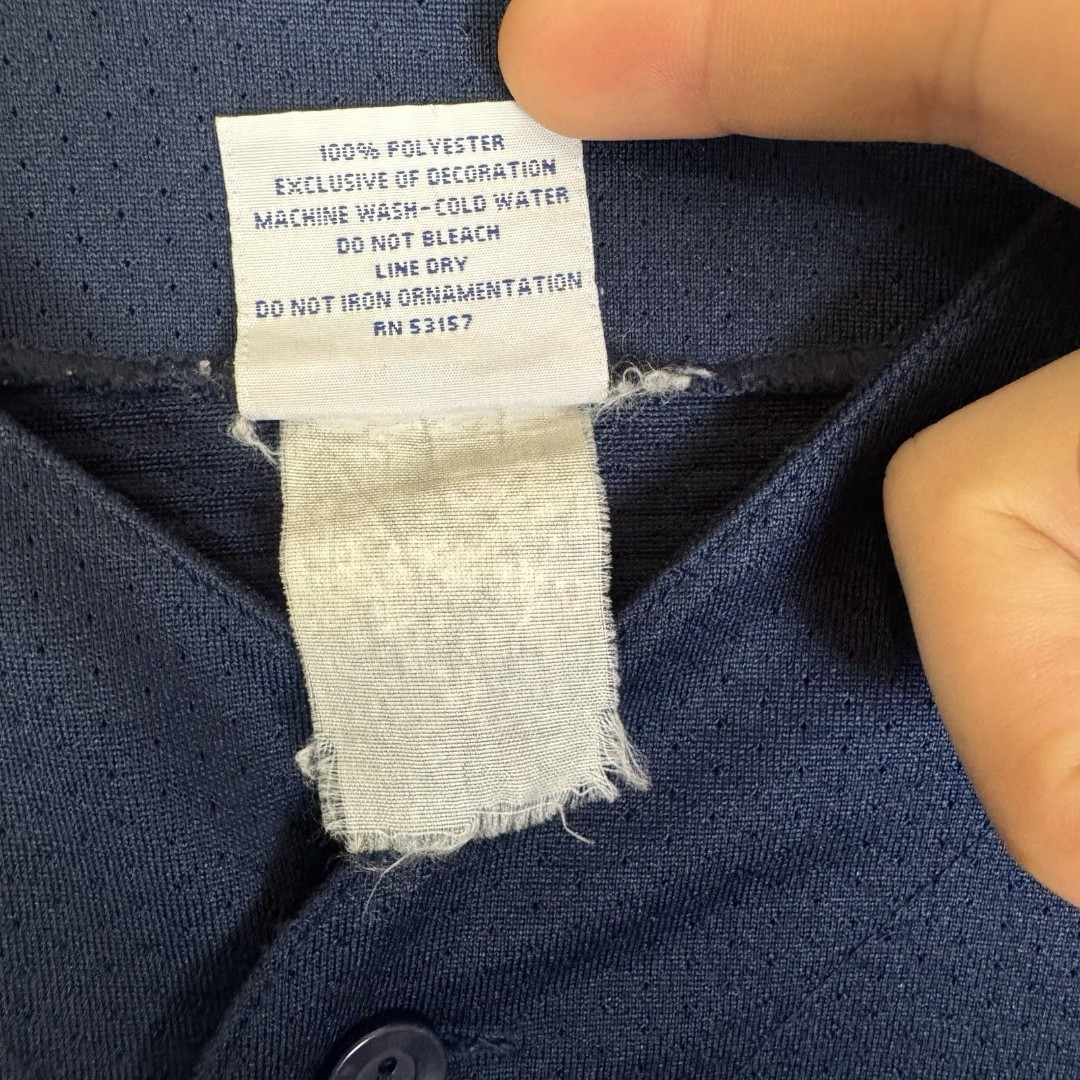 100% POLYESTER
EXCLUSIVE OF DECORATION
MACHINE WASH-COLD WATER
DO NOT BLEACH
LINE DRY
DO NOT IRON ORNAMENTATION
RN 53157